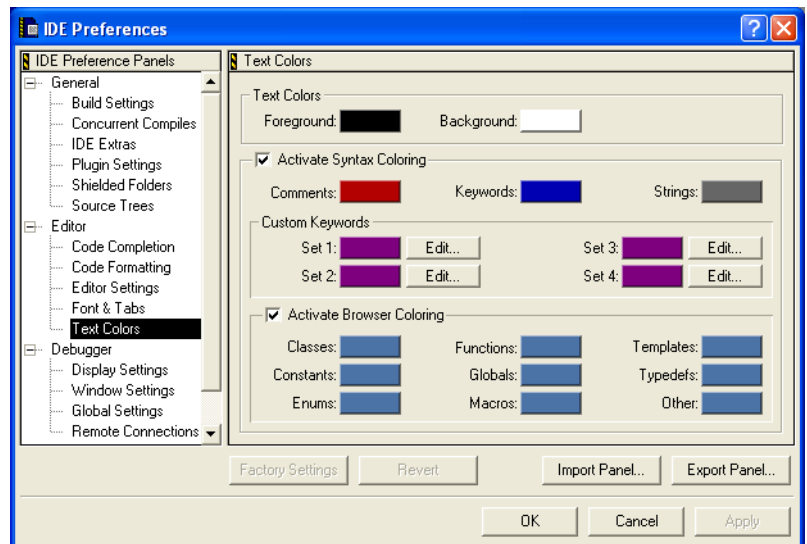 IDE Preferences
IDE Preference Panels
General
Build Settings
Concurrent Compiles
IDE Extras
Plugin Settings
Shielded Folders
Source Trees
Editor
Code Completion
Code Formatting
Editor Settings
Font & Tabs
Text Colors
Debugger
Display Settings
Window Settings
Global Settings
Remote Connections
Text Colors
Text Colors
Foreground: Background:
Activate Syntax Coloring
Comments: Keywords: Strings:
Custom Keywords
Set 1: Edit... Set 3: Edit...
Set 2: Edit... Set 4: Edit...
Activate Browser Coloring
Classes: Functions: Templates:
Constants: Globals: Typedefs:
Enums: Macros: Other:
Factory Settings Revert Import Panel... Export Panel...
OK Cancel Apply